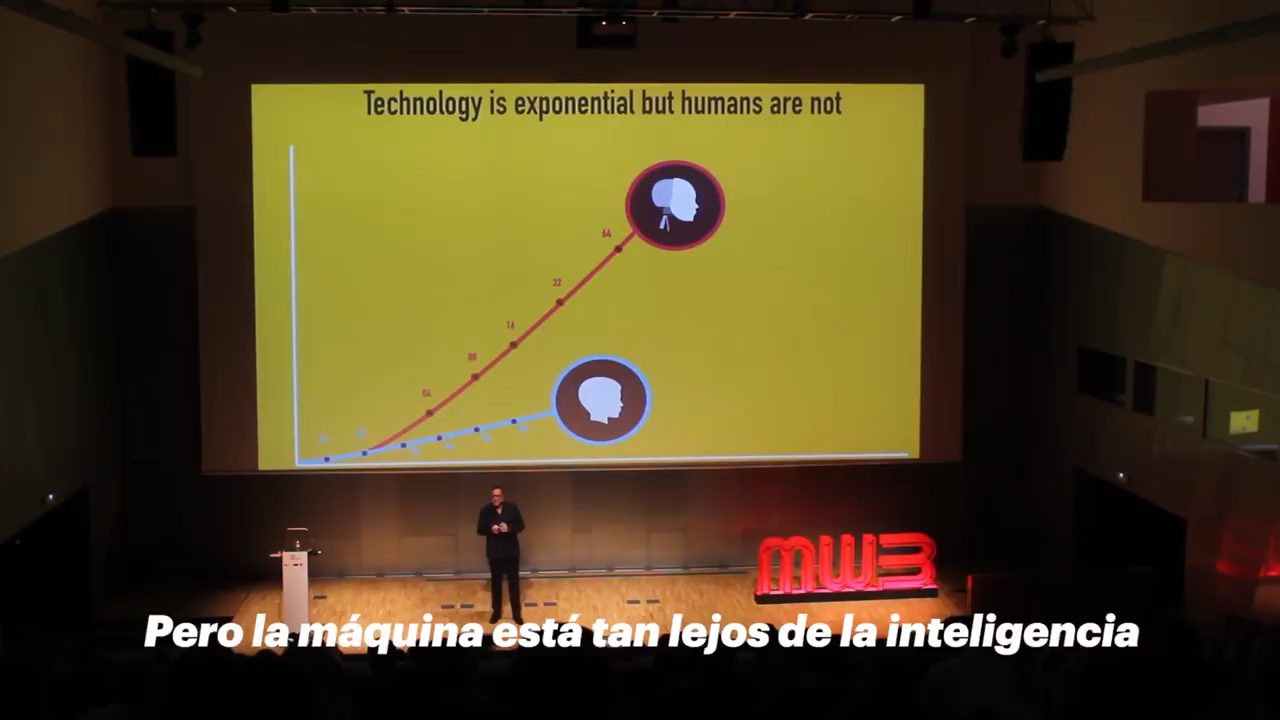 Technology is exponential but humans are not
64
32
16
08
04
mw3
Pero la máquina está tan lejos de la inteligencia